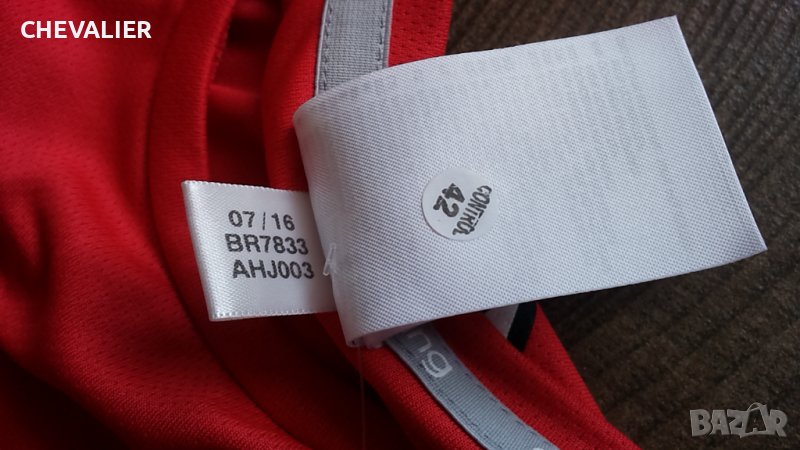 CHEVALIER
07/16
BR7833
AHJ003
CONTROL
42
BAZAR